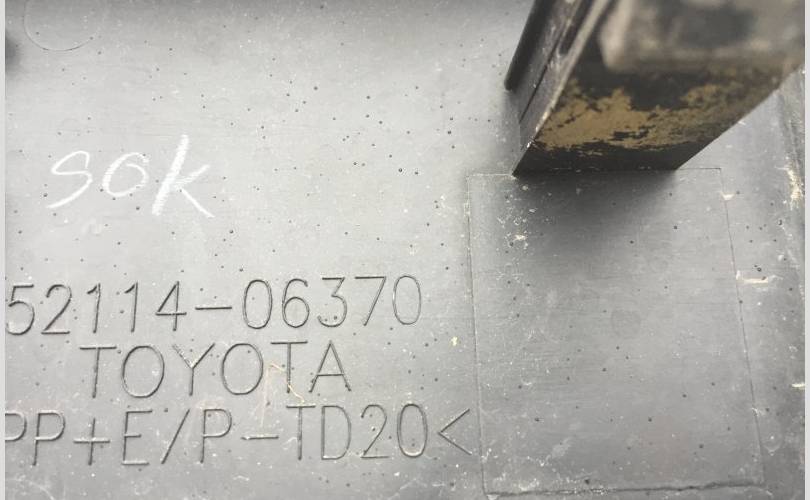 sok
52114-06370
TOYOTA
PP+E/P-TD20<